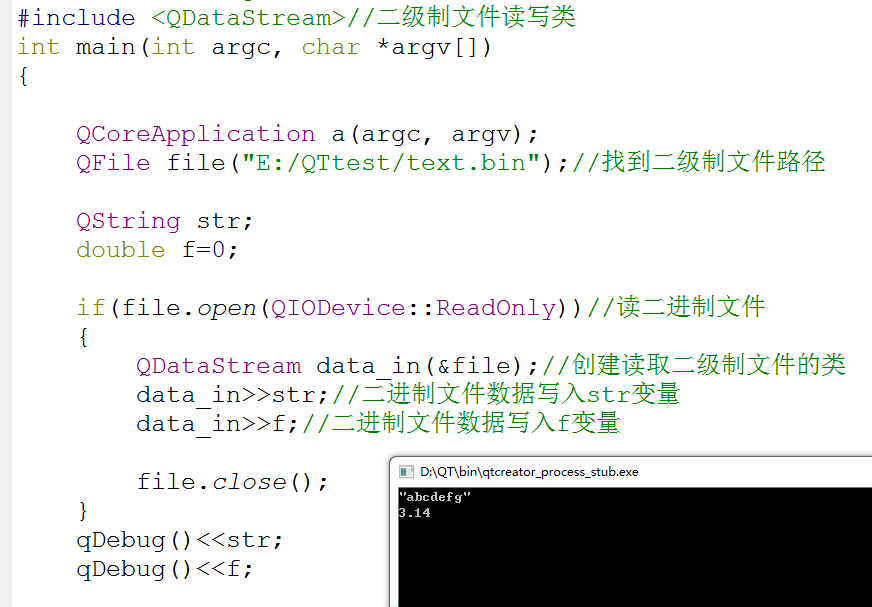 #include <QDataStream>//二级制文件读写类
int main(int argc, char *argv[])
{
QCoreApplication a(argc, argv);
QFile file("E:/QTtest/text.bin");//找到二级制文件路径
QString str;
double f=0;
if(file.open(QIODevice::ReadOnly))//读二进制文件
{
QDataStream data_in(&file);//创建读取二级制文件的类
data_in>>str;//二进制文件数据写入str变量
data_in>>f;//二进制文件数据写入f变量
file.close();
}
qDebug()<<str;
qDebug()<<f;
D:\QT\bin\qtcreator_process_stub.exe
"abcdefg"
3.14